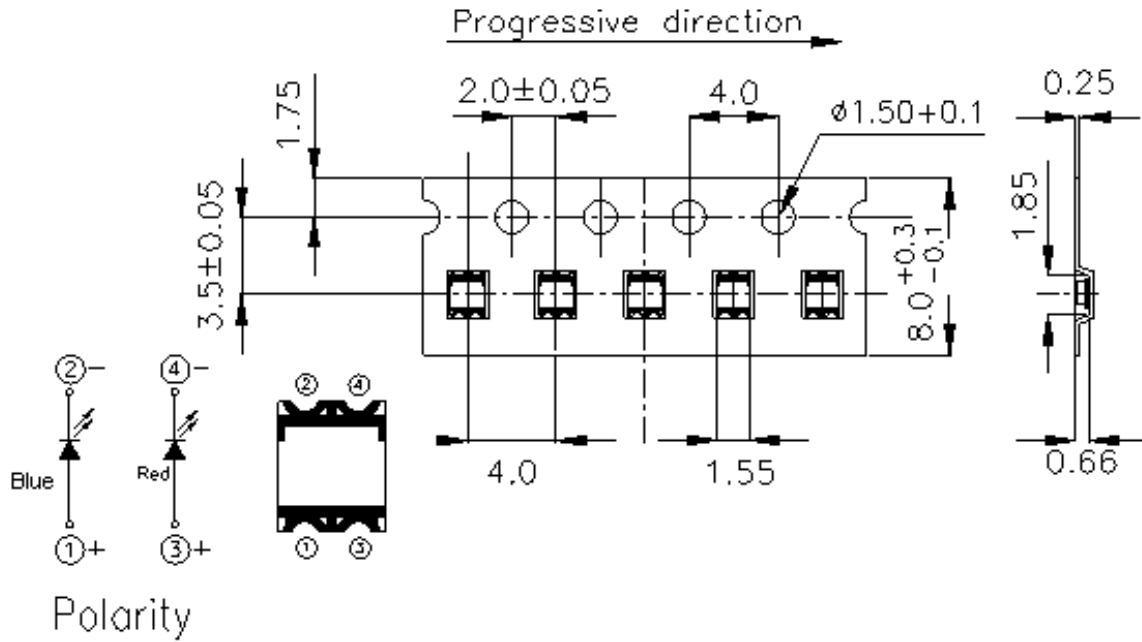 Progressive direction
1.75
2.0±0.05
4.0
ø1.50+0.1
0.25
3.5±0.05
8.0 +0.3 -0.1
1.85
②-
④-
② ④
4.0
1.55
0.66
Blue
Red
①+
③+
① ③
Polarity